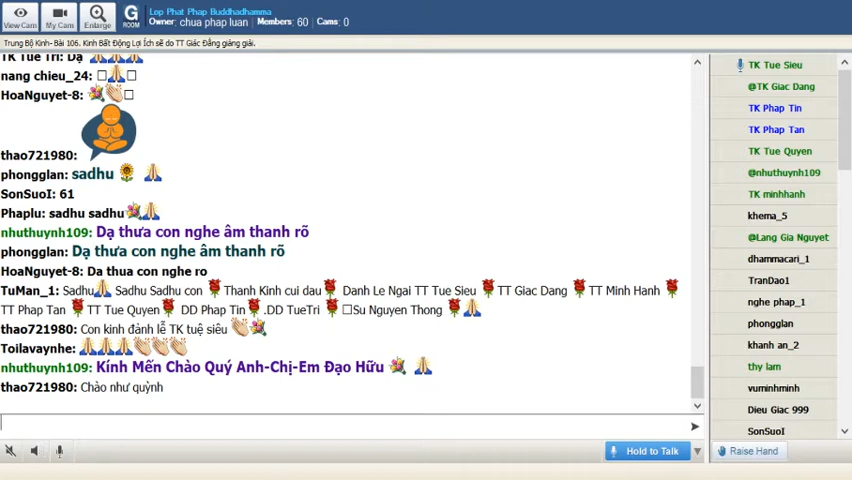 View Cam
My Cam
Enlarge
G
ROOM
Lop Phat Phap Buddhadhamma
Owner: chua phap luan
Members: 60
Cams: 0
Trung Bộ Kinh- Bài 106. Kinh Bất Động Lợi Ích sẽ do TT Giác Đẳng giảng giải.
TK Tue Tri: Dạ
nang chieu_24:
HoaNguyet-8:
thao721980:
phongglan: sadhu
SonSuoI: 61
Phaplu: sadhu sadhu
nhuthuynh109: Dạ thưa con nghe âm thanh rõ
phongglan: Dạ thưa con nghe âm thanh rõ
HoaNguyet-8: Da thua con nghe ro
TuMan_1: Sadhu Sadhu Sadhu con Thanh Kinh cui dau Danh Le Ngai TT Tue Sieu TT Giac Dang TT Minh Hanh
TT Phap Tan TT Tue Quyen DD Phap Tin .DD TueTri Su Nguyen Thong
thao721980: Con kinh đảnh lễ TK tuệ siêu
Toilavaynhe:
nhuthuynh109: Kính Mến Chào Quý Anh-Chị-Em Đạo Hữu
thao721980: Chào như quỳnh
Hold to Talk
TK Tue Sieu
@TK Giac Dang
TK Phap Tin
TK Phap Tan
TK Tue Quyen
@nhuthuynh109
TK minhhanh
khema_5
@Lang Gia Nguyet
dhammacari_1
TranDao1
nghe phap_1
phongglan
khanh an_2
thy lam
vuminhminh
Dieu Giac 999
SonSuoI
Raise Hand